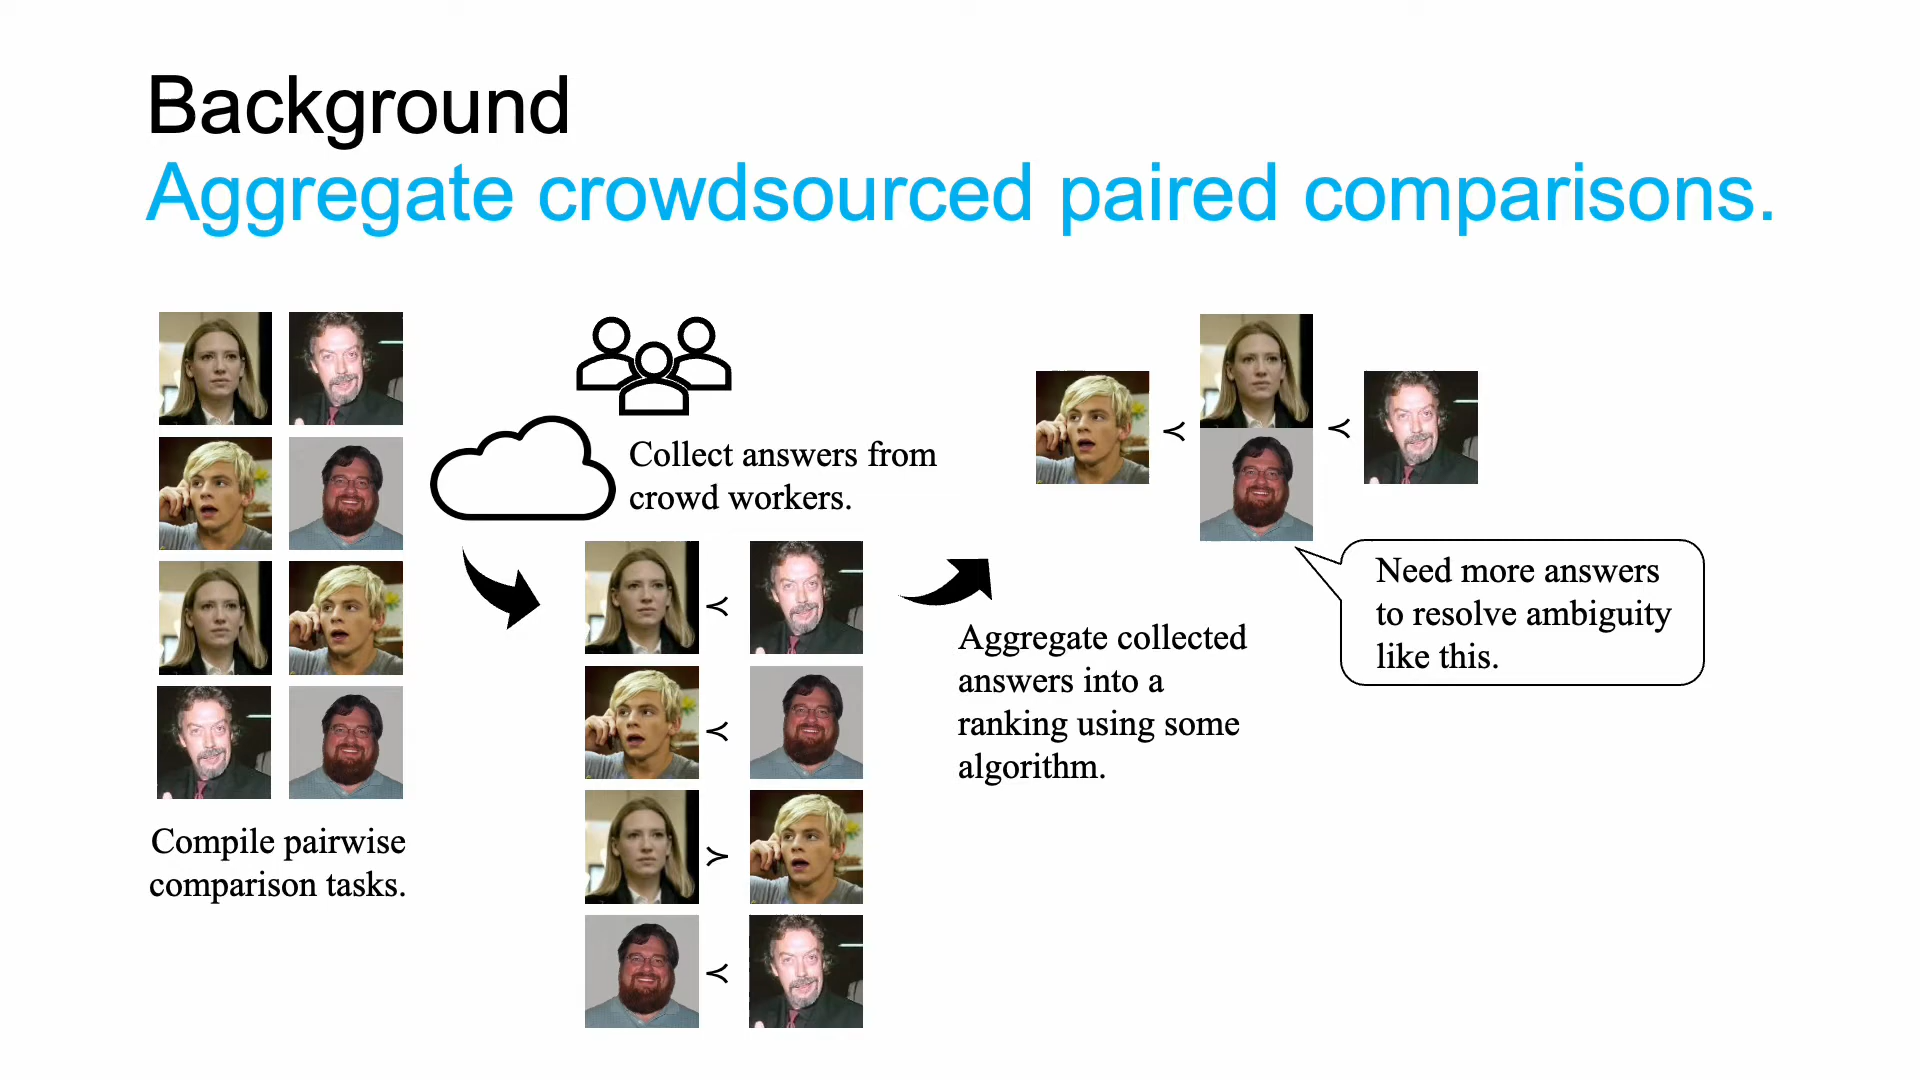 Background
Aggregate crowdsourced paired comparisons.
Collect answers from
crowd workers.
Compile pairwise
comparison tasks.
≺
≺
≻
≺
Aggregate collected
answers into a
ranking using some
algorithm.
≺
≺
Need more answers
to resolve ambiguity
like this.